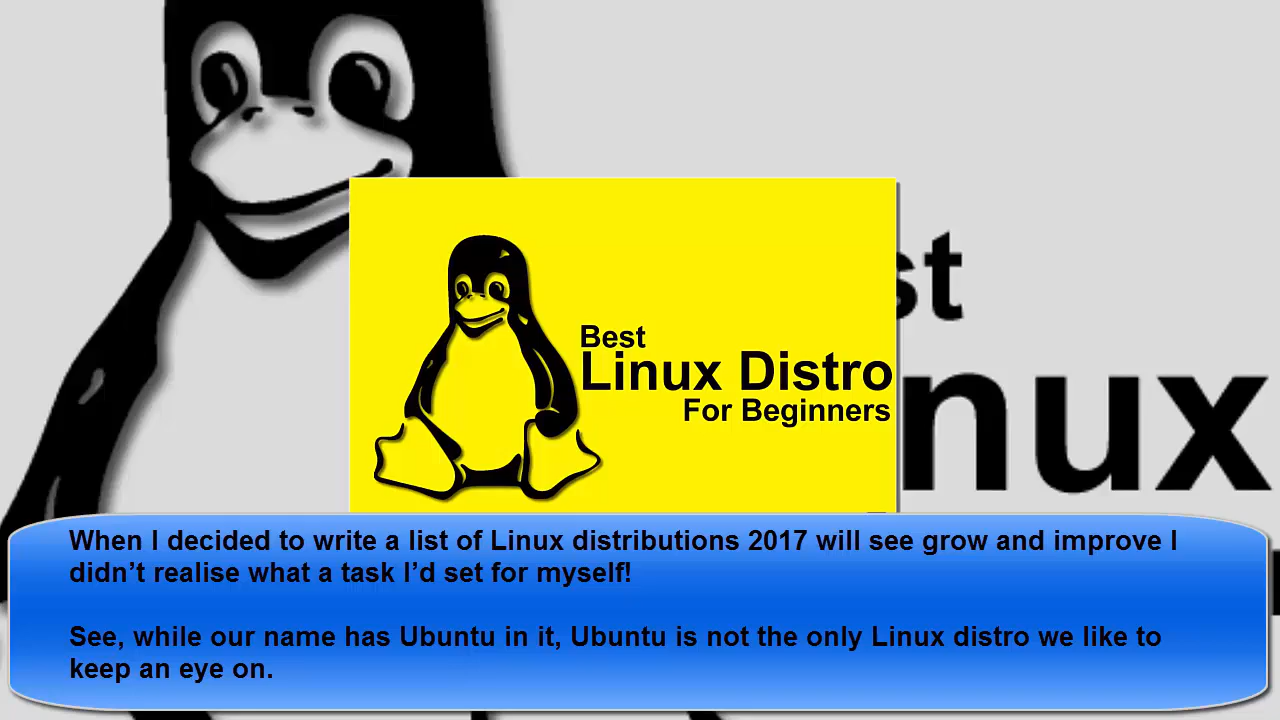 Best
Linux Distro
For Beginners
st
nux
When I decided to write a list of Linux distributions 2017 will see grow and improve I
didn’t realise what a task I’d set for myself!
See, while our name has Ubuntu in it, Ubuntu is not the only Linux distro we like to
keep an eye on.